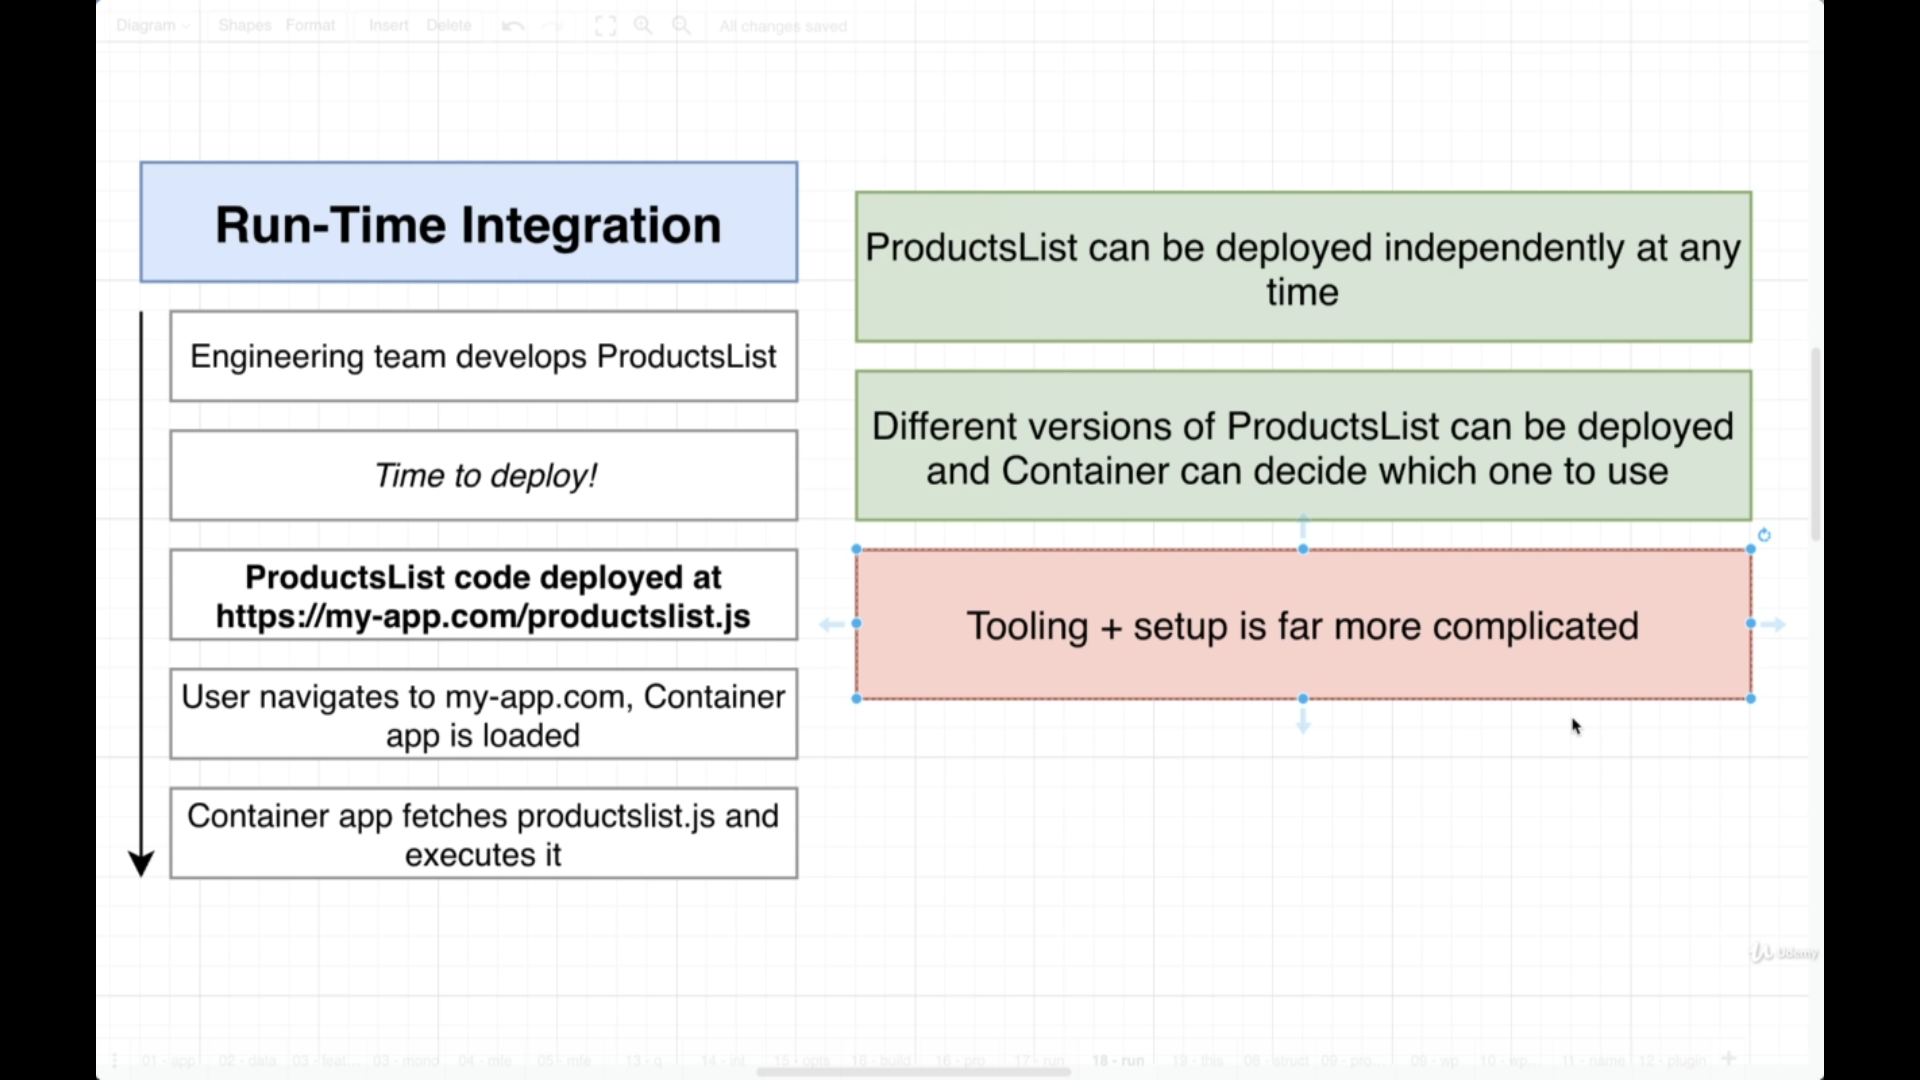 Diagram Shapes Format Insert Delete All changes saved
Run-Time Integration
Engineering team develops ProductsList
Time to deploy!
ProductsList code deployed at
https://my-app.com/productslist.js
User navigates to my-app.com, Container
app is loaded
Container app fetches productslist.js and
executes it
ProductsList can be deployed independently at any
time
Different versions of ProductsList can be deployed
and Container can decide which one to use
Tooling + setup is far more complicated
Udemy
01 - app 02 - data 03 - feat... 03 - mono 04 - mfe 05 - mfe 13 - q 14 - int 15 - opts 16 - build 16 - pro 17 - run 18 - run 19 - this 08 - struct 09 - pro... 09 - wp 10 - wp... 11 - name 12 - plugin